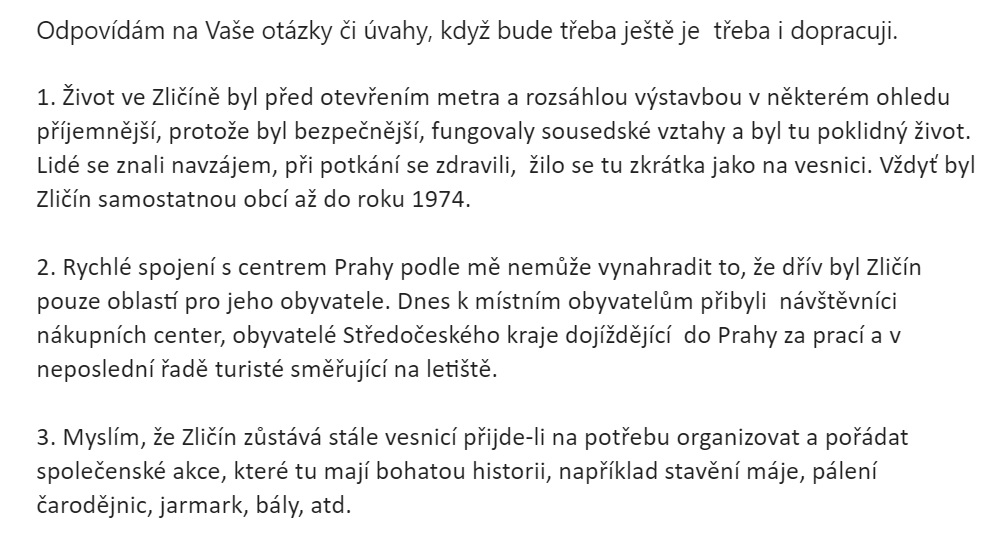 Odpovídám na Vaše otázky či úvahy, když bude třeba ještě je  třeba i dopracuji.
1. Život ve Zličíně byl před otevřením metra a rozsáhlou výstavbou v některém ohledu
příjemnější, protože byl bezpečnější, fungovaly sousedské vztahy a byl tu poklidný život.
Lidé se znali navzájem, při potkání se zdravili,  žilo se tu zkrátka jako na vesnici. Vždyť byl
Zličín samostatnou obcí až do roku 1974.
2. Rychlé spojení s centrem Prahy podle mě nemůže vynahradit to, že dřív byl Zličín
pouze oblastí pro jeho obyvatele. Dnes k místním obyvatelům přibyli  návštěvníci
nákupních center, obyvatelé Středočeského kraje dojíždějící  do Prahy za prací a v
neposlední řadě turisté směřující na letiště.
3. Myslím, že Zličín zůstává stále vesnicí přijde-li na potřebu organizovat a pořádat
společenské akce, které tu mají bohatou historii, například stavění máje, pálení
čarodějnic, jarmark, bály, atd.